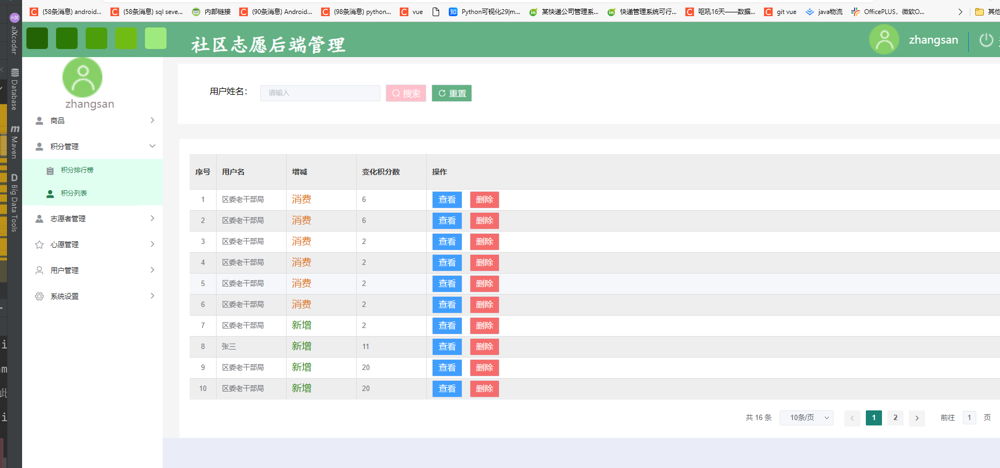 (58条消息) android...
(58条消息) sql seve...
内部链接
(90条消息) Android...
(98条消息) python...
vue
Python可视化29|m...
某快递公司管理系...
快递管理系统可行...
呕吼16天——数据...
git vue
java物流
OfficePLUS，微软O...
aiXcoder
Database
Maven
Big Data Tools
社区志愿后端管理
zhangsan
zhangsan
商品
积分管理
积分排行榜
积分列表
志愿者管理
心愿管理
用户管理
系统设置
用户姓名：
请输入
搜索
重置
序号 用户名 增减 变化积分数 操作
1 区委老干部局 消费 6 查看 删除
2 区委老干部局 消费 6 查看 删除
3 区委老干部局 消费 2 查看 删除
4 区委老干部局 消费 2 查看 删除
5 区委老干部局 消费 2 查看 删除
6 区委老干部局 消费 2 查看 删除
7 区委老干部局 新增 2 查看 删除
8 张三 新增 11 查看 删除
9 区委老干部局 新增 20 查看 删除
10 区委老干部局 新增 20 查看 删除
共 16 条 10条/页 1 2 前往 1 页